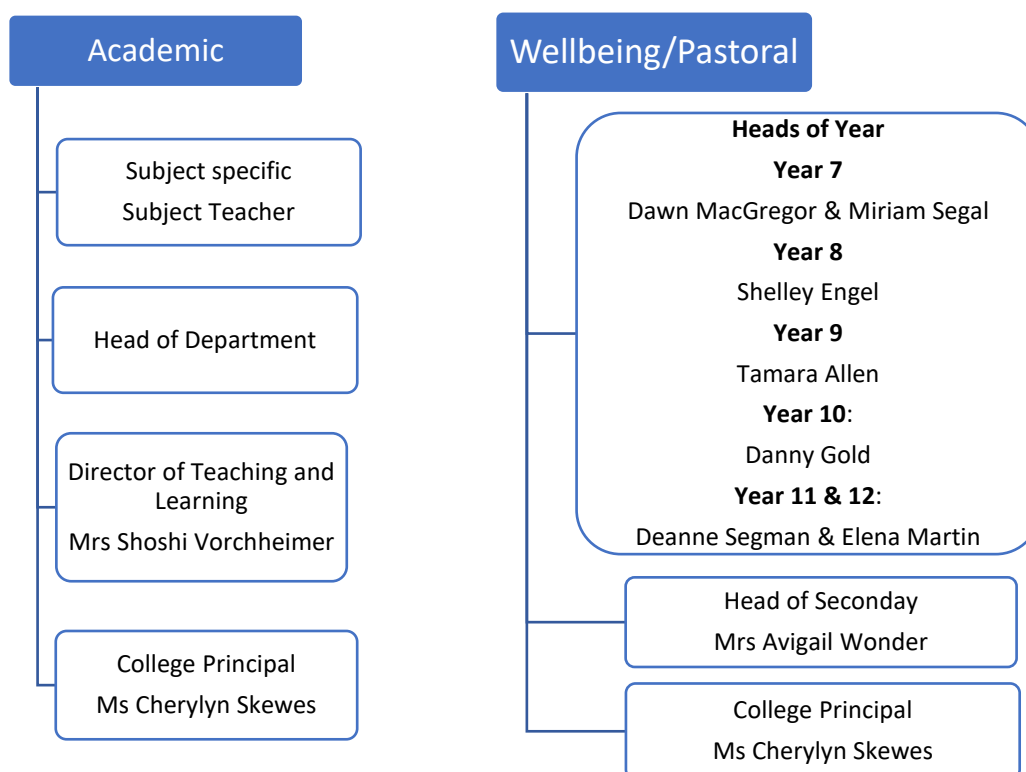 Academic
Subject specific
Subject Teacher
Head of Department
Director of Teaching and
Learning
Mrs Shoshi Vorchheimer
College Principal
Ms Cherylyn Skewes
Wellbeing/Pastoral
Heads of Year
Year 7
Dawn MacGregor & Miriam Segal
Year 8
Shelley Engel
Year 9
Tamara Allen
Year 10:
Danny Gold
Year 11 & 12:
Deanne Segman & Elena Martin
Head of Seconday
Mrs Avigail Wonder
College Principal
Ms Cherylyn Skewes